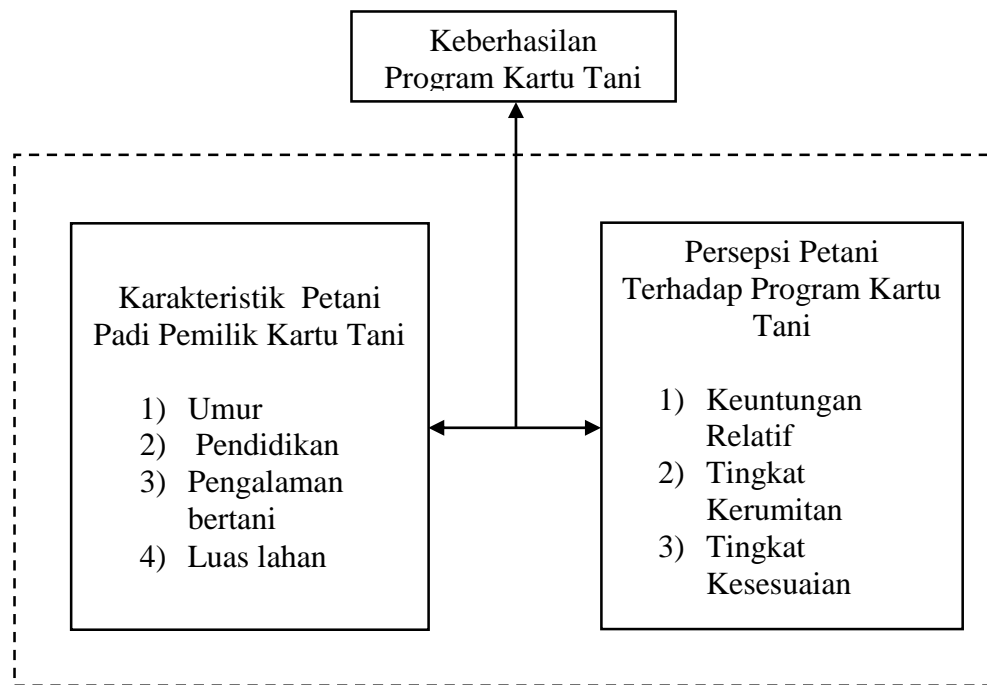 Keberhasilan
Program Kartu Tani
Karakteristik Petani
Padi Pemilik Kartu Tani
1) Umur
2) Pendidikan
3) Pengalaman
bertani
4) Luas lahan
Persepsi Petani
Terhadap Program Kartu
Tani
1) Keuntungan
Relatif
2) Tingkat
Kerumitan
3) Tingkat
Kesesuaian